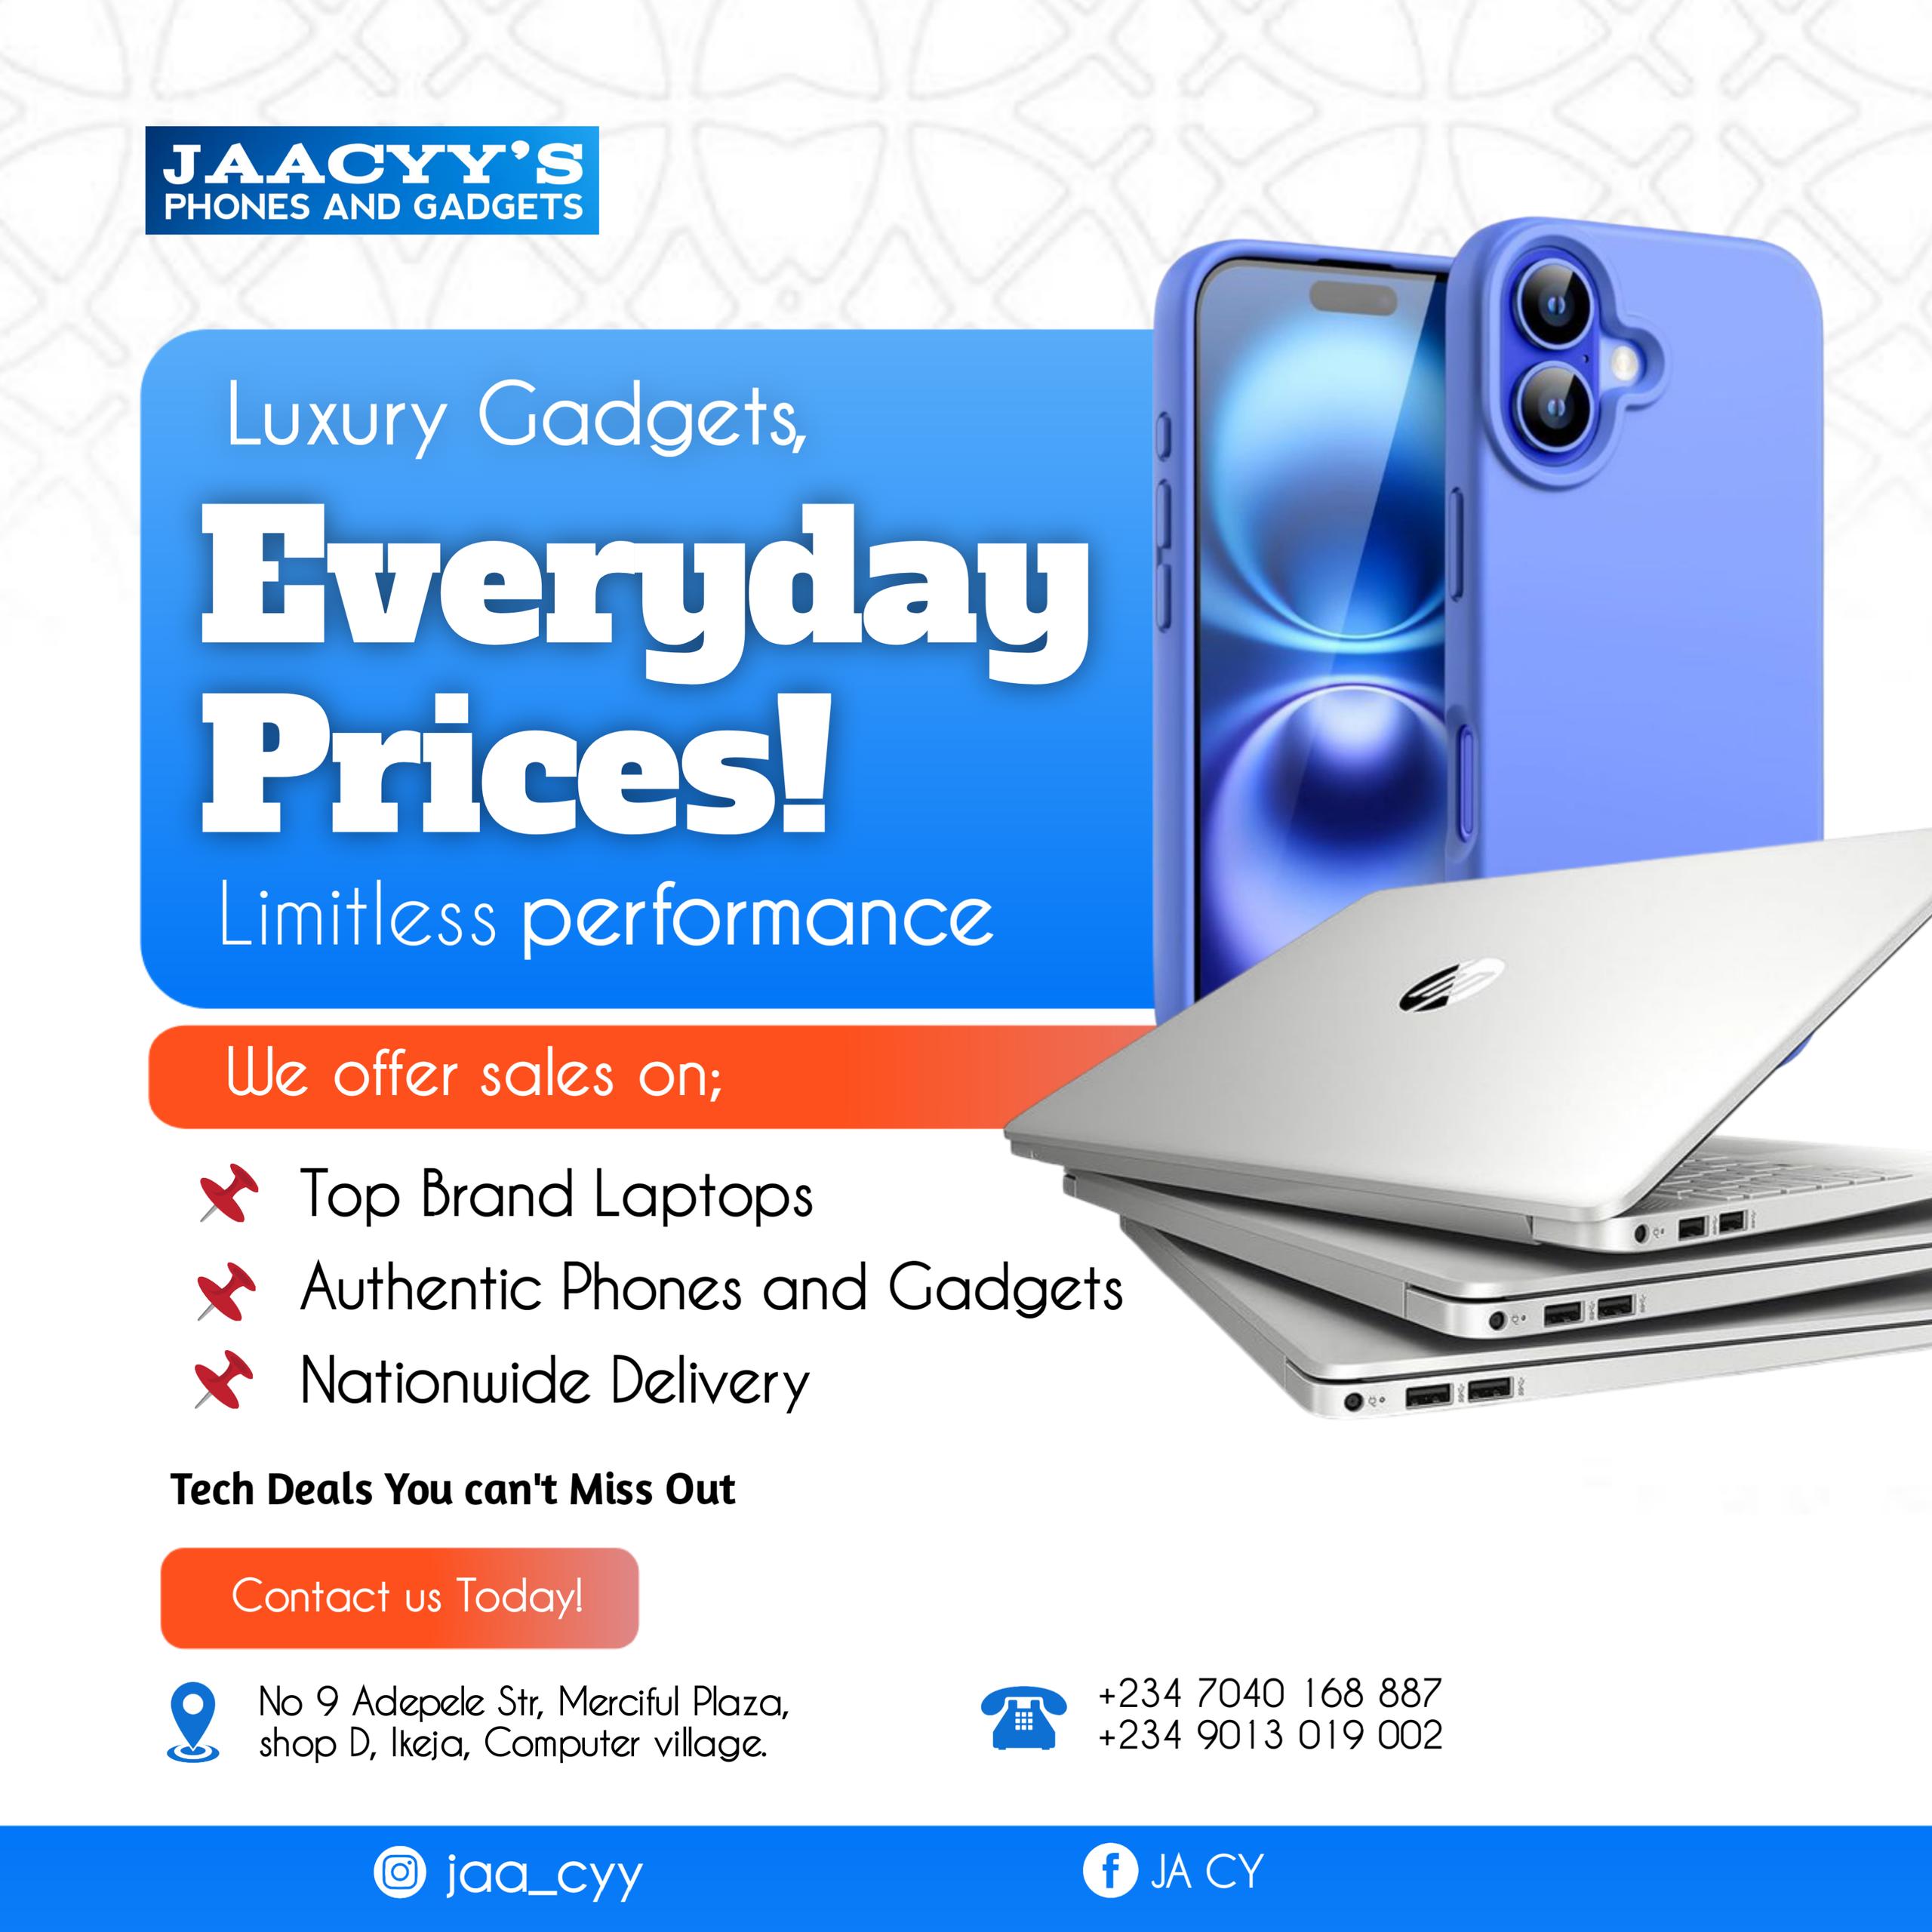 JAACYY'S
PHONES AND GADGETS
Luxury Gadgets,
Everyday
Prices!
Limitless performance
We offer sales on;
Top Brand Laptops
Authentic Phones and Gadgets
Nationwide Delivery
Tech Deals You can't Miss Out
Contact us Today!
No 9 Adepele Str, Merciful Plaza,
shop D, Ikeja, Computer village.
+234 7040 168 887
+234 9013 019 002
jaa_cyy
JA CY
hp